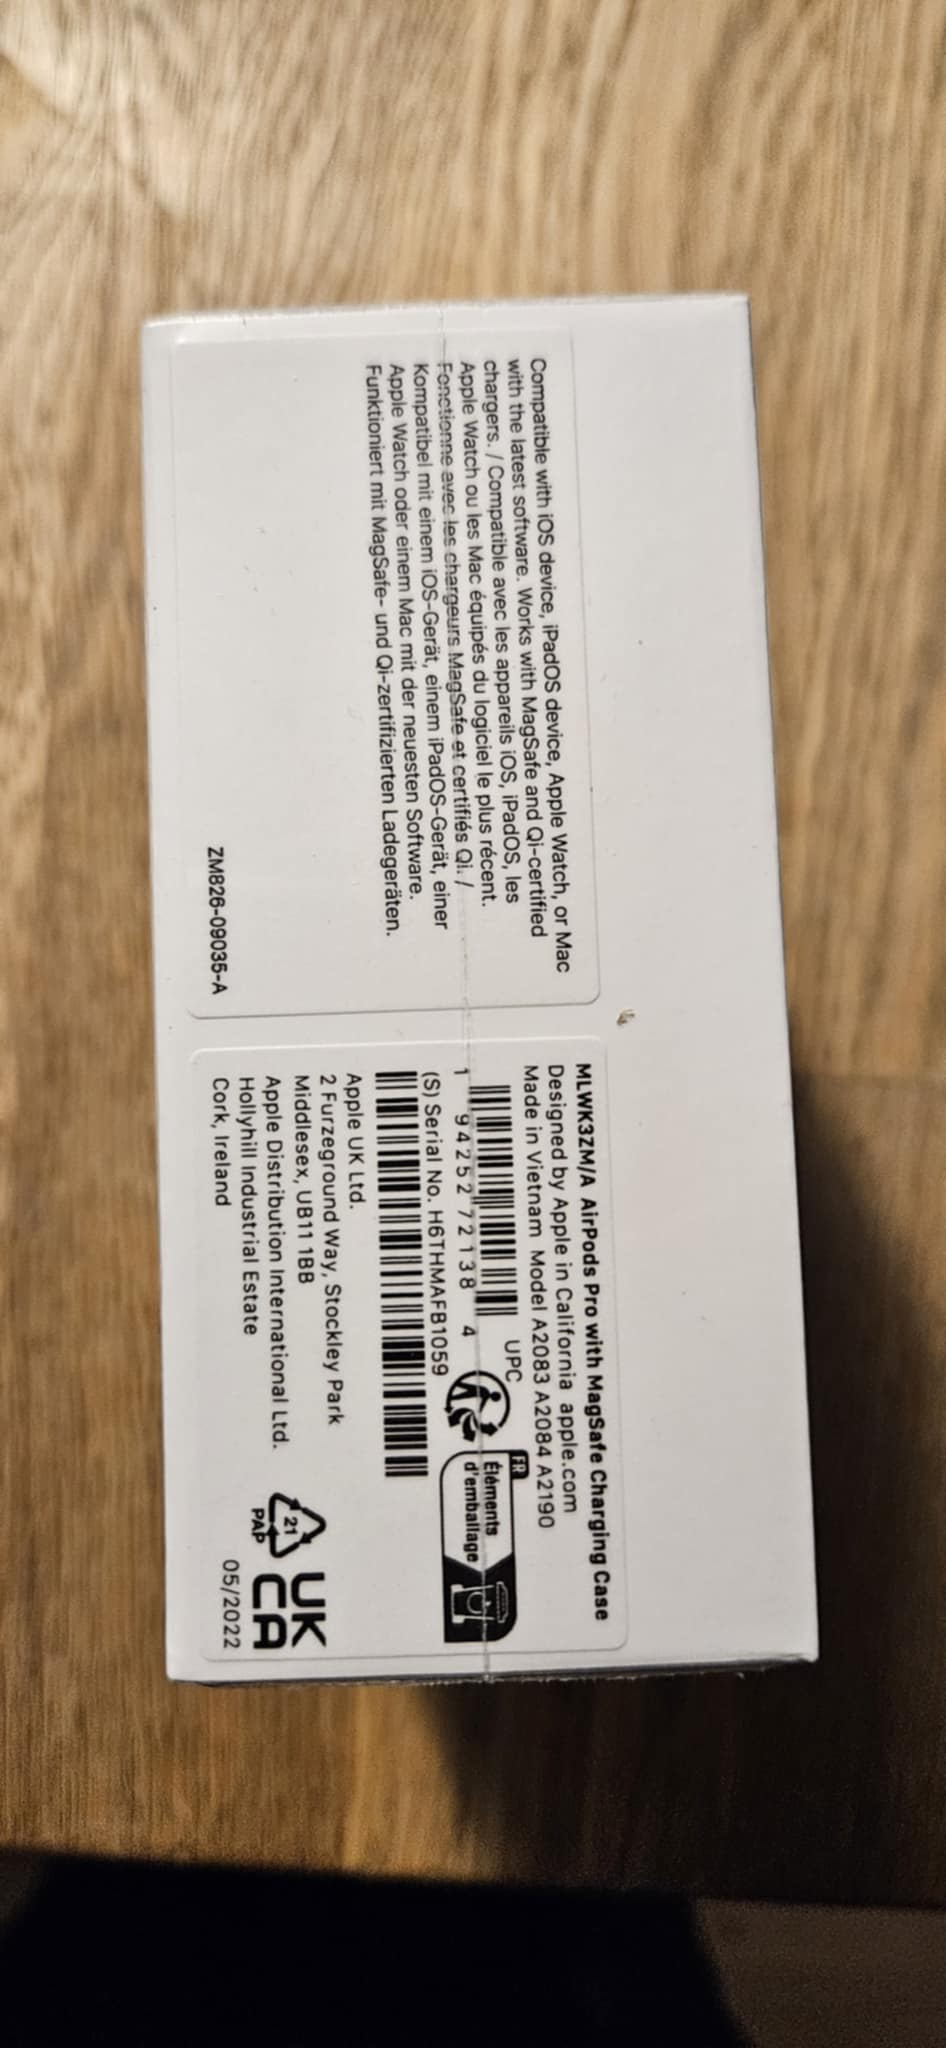 Compatible with iOS device, iPadOS device, Apple Watch, or Mac
with the latest software. Works with MagSafe and Qi-certified
chargers. / Compatible avec les appareils iOS, iPadOS, les
Apple Watch ou les Mac équipés du logiciel le plus récent.
Fonctionne avec les chargeurs MagSafe et certifiés Qi. /
Kompatibel mit einem iOS-Gerät, einem iPadOS-Gerät, einer
Apple Watch oder einem Mac mit der neuesten Software.
Funktioniert mit MagSafe- und Qi-zertifizierten Ladegeräten.
ZM826-09035-A
MLWK3ZM/A AirPods Pro with MagSafe Charging Case
Designed by Apple in California apple.com
Made in Vietnam Model A2083 A2084 A2190
UPC
1 94252 72138 4
FR
Éléments
d'emballage
(S) Serial No. H6THMAFB1059
Apple UK Ltd.
2 Furzeground Way, Stockley Park
Middlesex, UB11 1BB
Apple Distribution International Ltd.
Hollyhill Industrial Estate
Cork, Ireland
21
PAP
UK
CA
05/2022